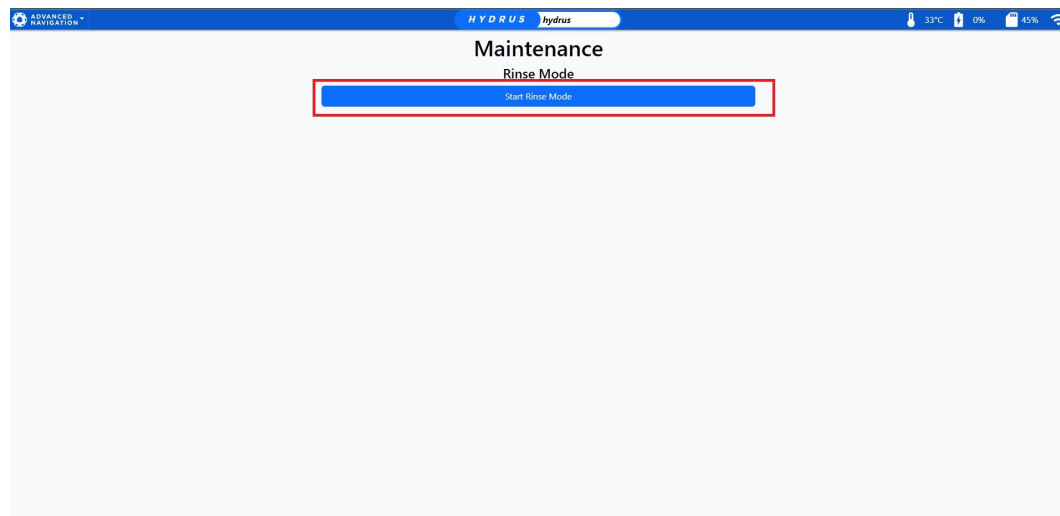 ADVANCED
NAVIGATION
HYDRUS hydrus
33°C 0% 45%
Maintenance
Rinse Mode
Start Rinse Mode